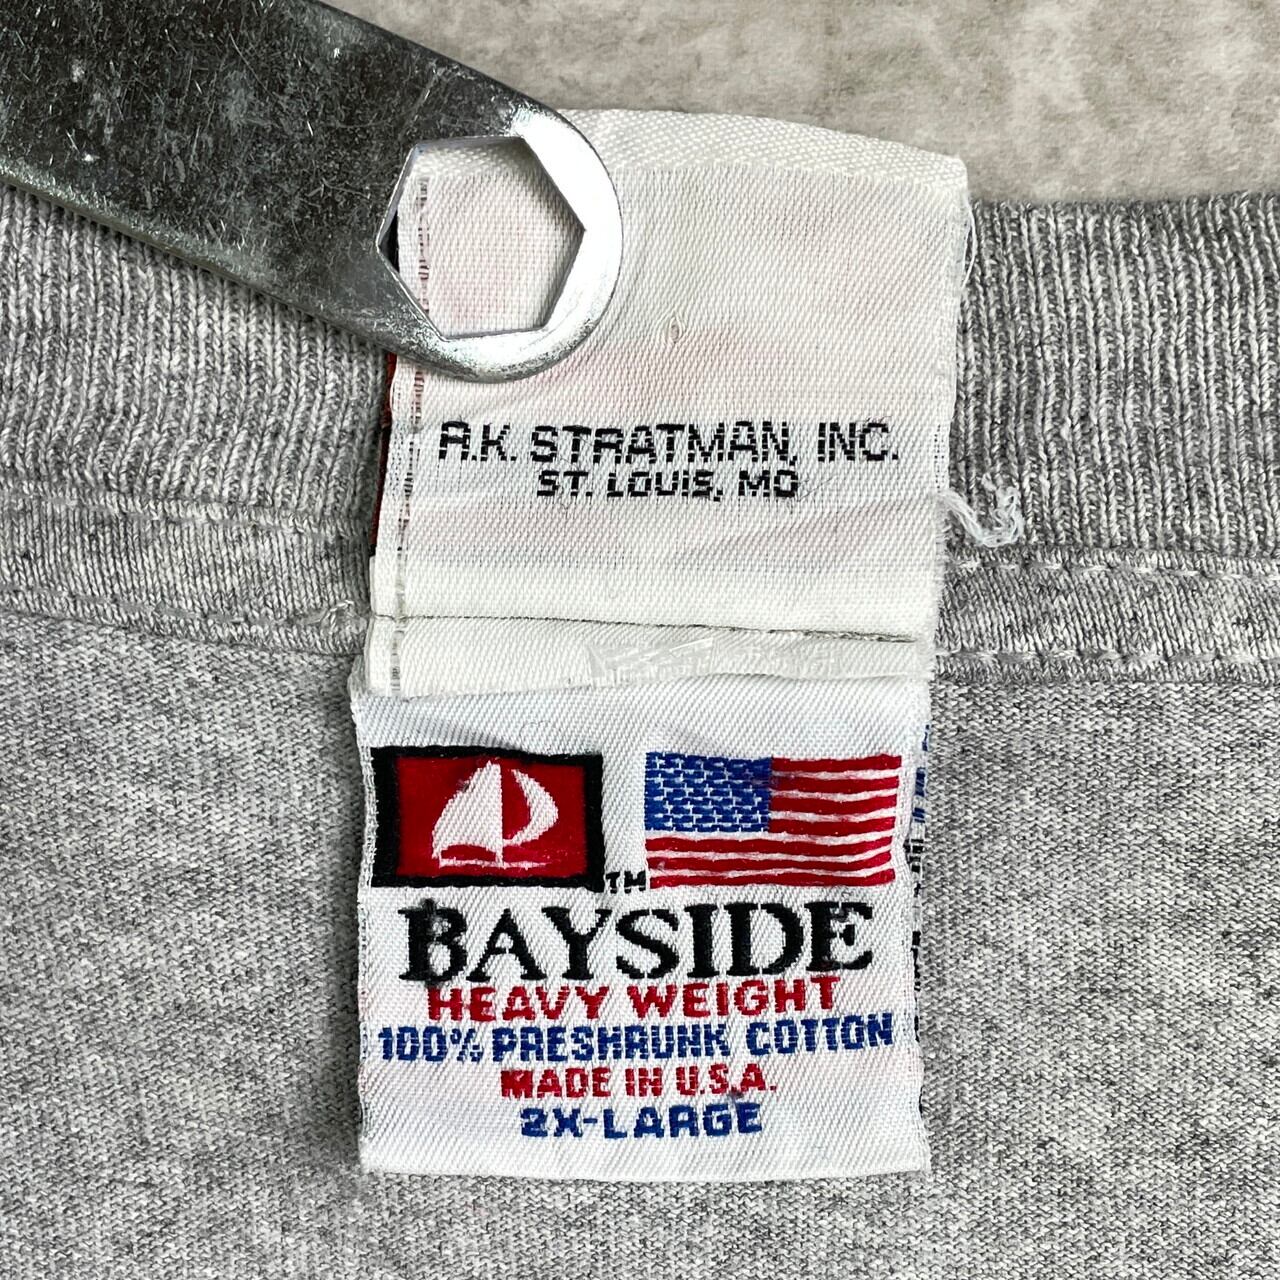 A.K. STRATMAN, INC.
ST. LOUIS, MO
TM
BAYSIDE
HEAVY WEIGHT
100% PRESHRUNK COTTON
MADE IN U.S.A.
2X-LARGE